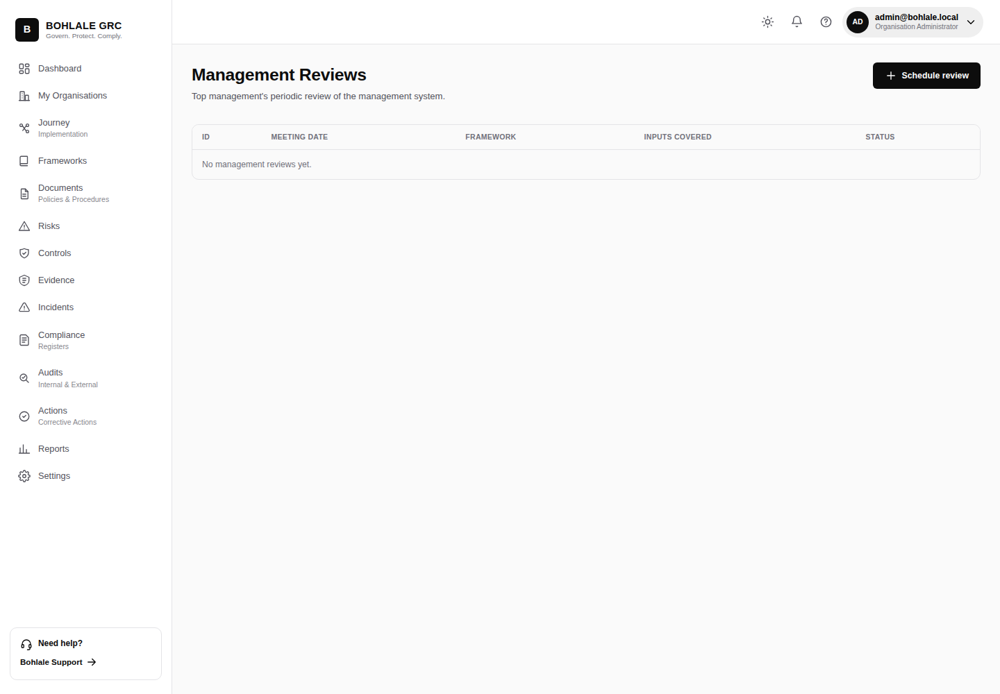 B
BOHLALE GRC
Govern. Protect. Comply.
Dashboard
My Organisations
Journey
Implementation
Frameworks
Documents
Policies & Procedures
Risks
Controls
Evidence
Incidents
Compliance
Registers
Audits
Internal & External
Actions
Corrective Actions
Reports
Settings
Need help?
Bohlale Support
AD
admin@bohlale.local
Organisation Administrator
Management Reviews
Top management's periodic review of the management system.
Schedule review
ID MEETING DATE FRAMEWORK INPUTS COVERED STATUS
No management reviews yet.